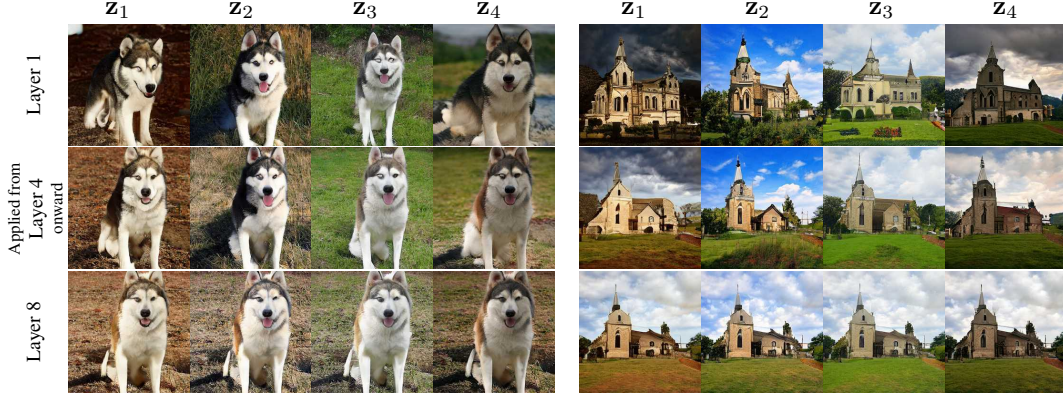 z₁ z₂ z₃ z₄ z₁ z₂ z₃ z₄
Layer 1
Applied from
Layer 4
onward
Layer 8